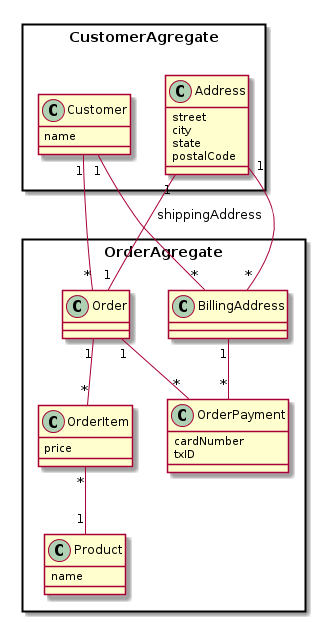 CustomerAgregate
C Customer
name
C Address
street
city
state
postalCode
1 1 1 1
shippingAddress
OrderAgregate
* 1 * *
C Order
C BillingAddress
1 1 1
* * *
C OrderItem
price
C OrderPayment
cardNumber
txID
*
1
C Product
name